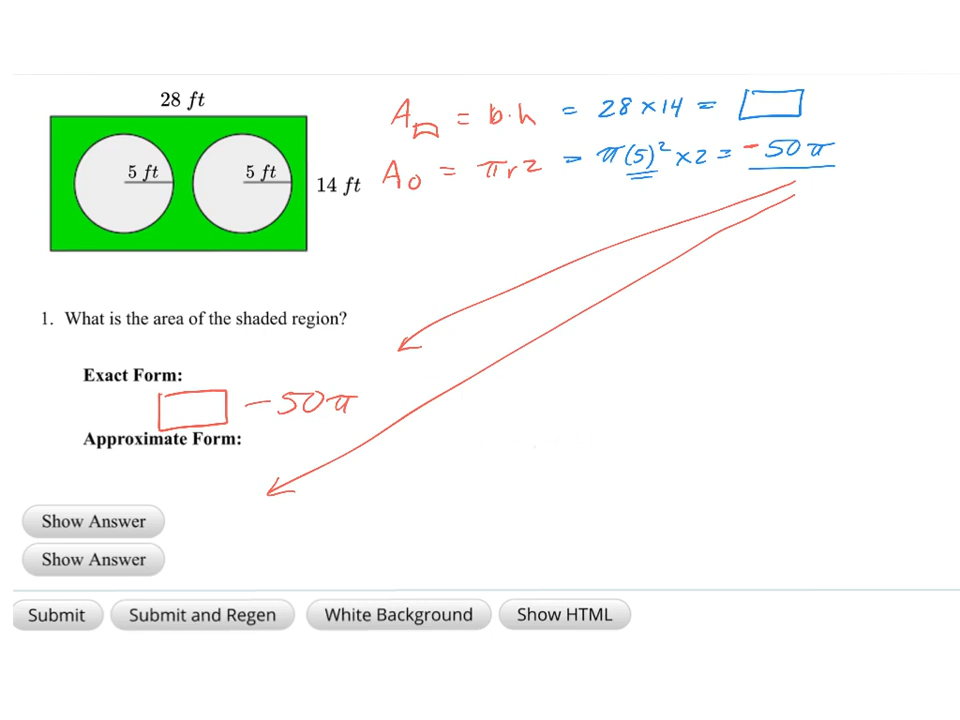 28 ft
A▭ = b·h = 28 × 14 = ▭
5 ft 5 ft
14 ft
A○ = πr2 = π(5)² × 2 = - 50π
1. What is the area of the shaded region?
Exact Form:
▭ - 50π
Approximate Form:
Show Answer
Show Answer
Submit Submit and Regen White Background Show HTML